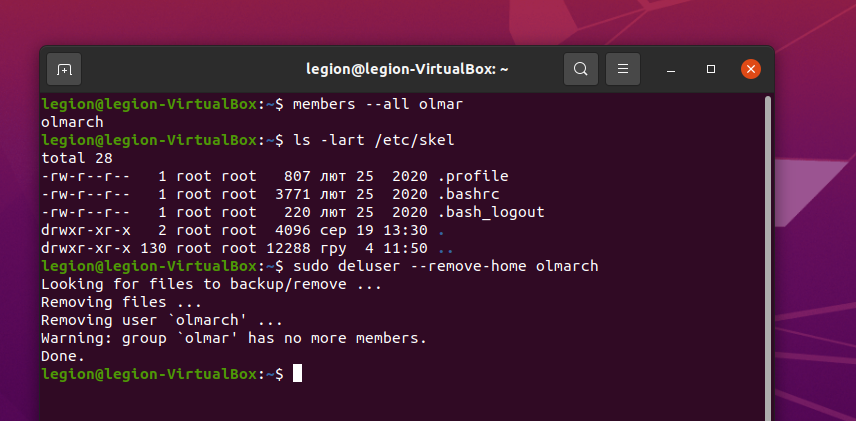 legion@legion-VirtualBox: ~
legion@legion-VirtualBox:~$ members --all olmar
olmarch
legion@legion-VirtualBox:~$ ls -lart /etc/skel
total 28
-rw-r--r--   1 root root   807 лют 25  2020 .profile
-rw-r--r--   1 root root  3771 лют 25  2020 .bashrc
-rw-r--r--   1 root root   220 лют 25  2020 .bash_logout
drwxr-xr-x   2 root root  4096 сер 19 13:30 .
drwxr-xr-x 130 root root 12288 гру  4 11:50 ..
legion@legion-VirtualBox:~$ sudo deluser --remove-home olmarch
Looking for files to backup/remove ...
Removing files ...
Removing user `olmarch' ...
Warning: group `olmar' has no more members.
Done.
legion@legion-VirtualBox:~$